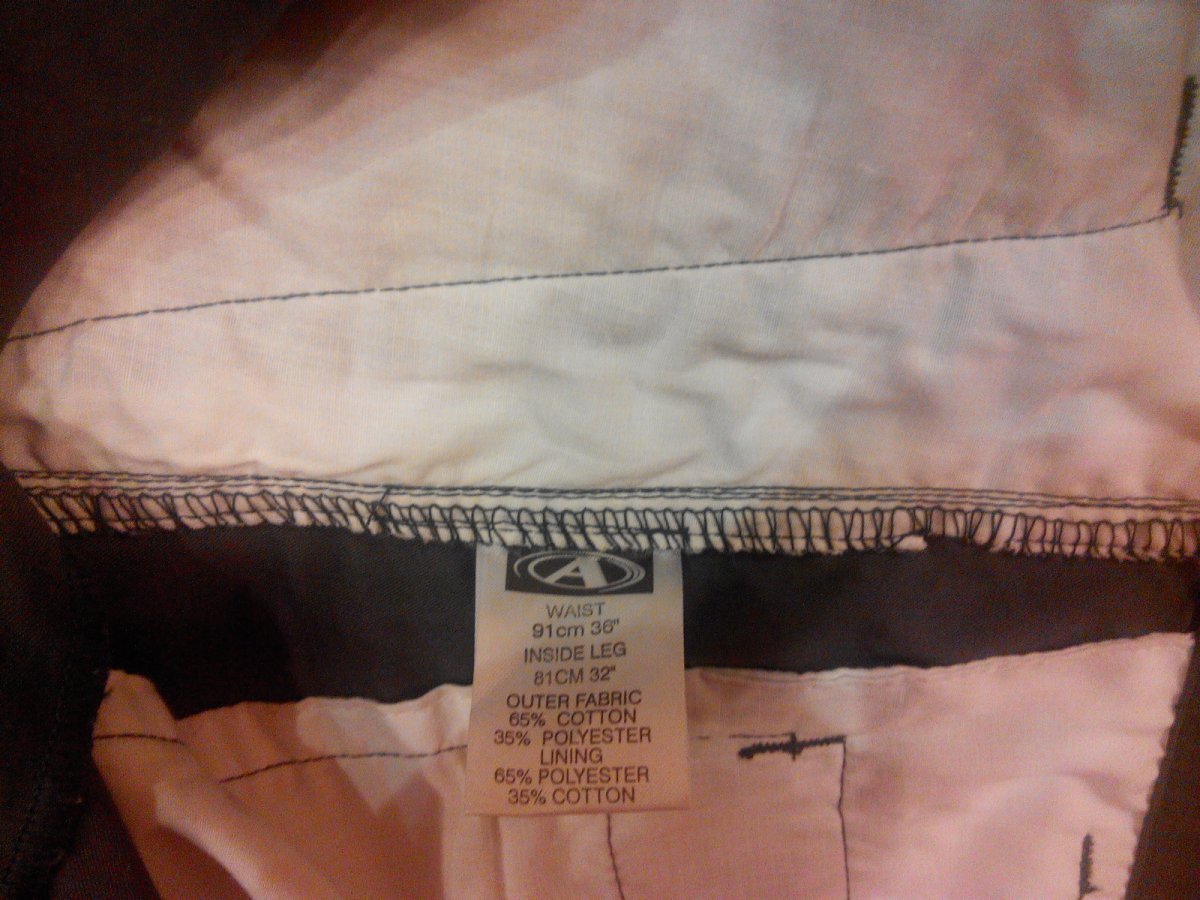 A
WAIST
91cm 36"
INSIDE LEG
81CM 32"
OUTER FABRIC
65% COTTON
35% POLYESTER
LINING
65% POLYESTER
35% COTTON